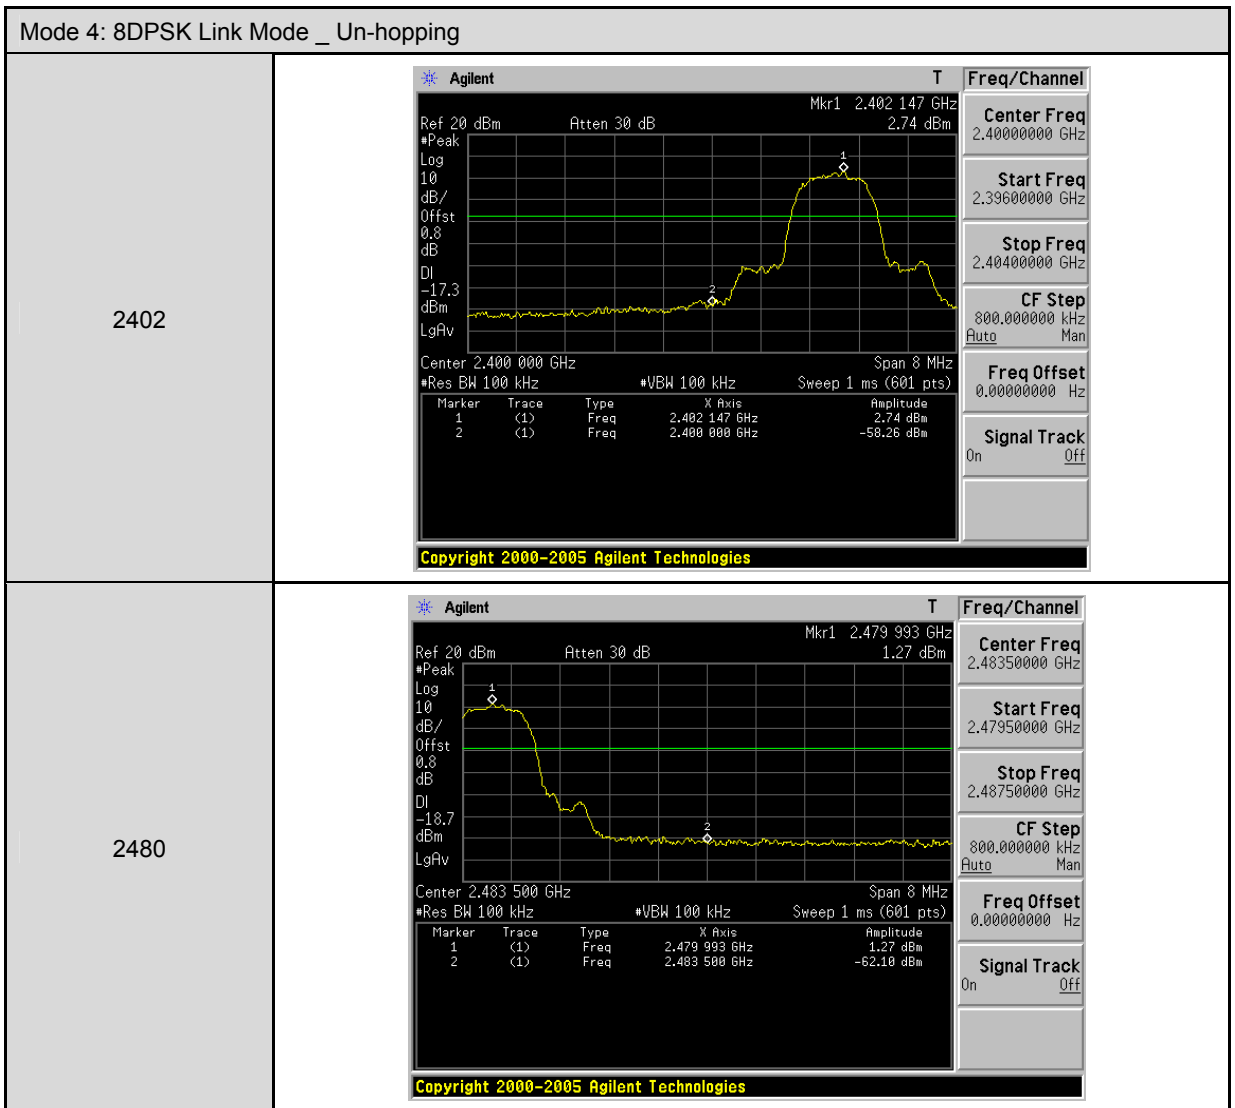 Mode 4: 8DPSK Link Mode _ Un-hopping
2402
Agilent T Freq/Channel
Mkr1 2.402 147 GHz
Ref 20 dBm Atten 30 dB 2.74 dBm
#Peak
Log
10
dB/
Offst
0.8
dB
DI
-17.3
dBm
LgAv
1
2
Center 2.400 000 GHz Span 8 MHz
#Res BW 100 kHz #VBW 100 kHz Sweep 1 ms (601 pts)
Marker Trace Type X Axis Amplitude
1 (1) Freq 2.402 147 GHz 2.74 dBm
2 (1) Freq 2.400 000 GHz -58.26 dBm
Center Freq
2.40000000 GHz
Start Freq
2.39600000 GHz
Stop Freq
2.40400000 GHz
CF Step
800.000000 kHz
Auto Man
Freq Offset
0.00000000 Hz
Signal Track
On Off
Copyright 2000-2005 Agilent Technologies
2480
Agilent T Freq/Channel
Mkr1 2.479 993 GHz
Ref 20 dBm Atten 30 dB 1.27 dBm
#Peak
Log
10
dB/
Offst
0.8
dB
DI
-18.7
dBm
LgAv
1
2
Center 2.483 500 GHz Span 8 MHz
#Res BW 100 kHz #VBW 100 kHz Sweep 1 ms (601 pts)
Marker Trace Type X Axis Amplitude
1 (1) Freq 2.479 993 GHz 1.27 dBm
2 (1) Freq 2.483 500 GHz -62.10 dBm
Center Freq
2.48350000 GHz
Start Freq
2.47950000 GHz
Stop Freq
2.48750000 GHz
CF Step
800.000000 kHz
Auto Man
Freq Offset
0.00000000 Hz
Signal Track
On Off
Copyright 2000-2005 Agilent Technologies